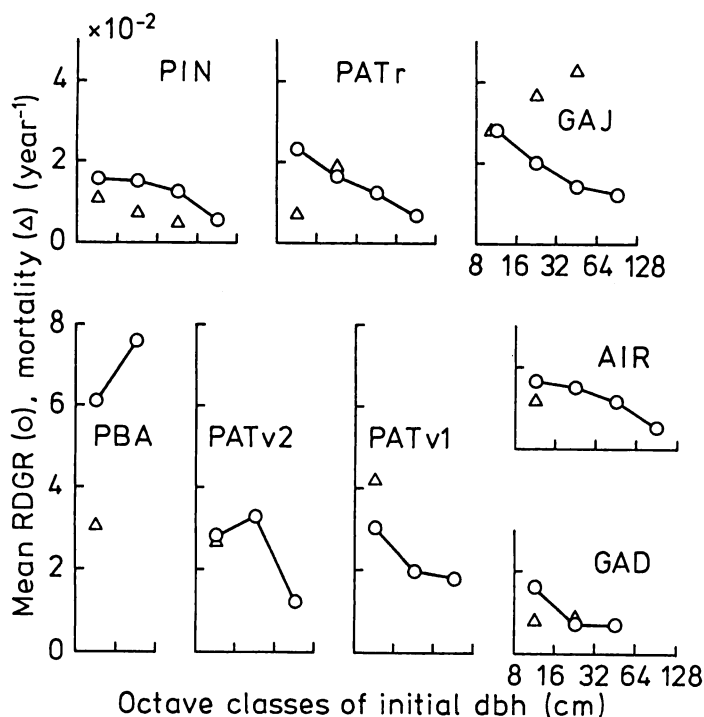 ×10⁻²
PIN
PATr
GAJ
4
2
0
8 16 32 64 128
Mean RDGR (o), mortality (Δ) (year⁻¹)
8
6
4
2
0
PBA
PATv2
PATv1
AIR
GAD
8 16 32 64 128
Octave classes of initial dbh (cm)